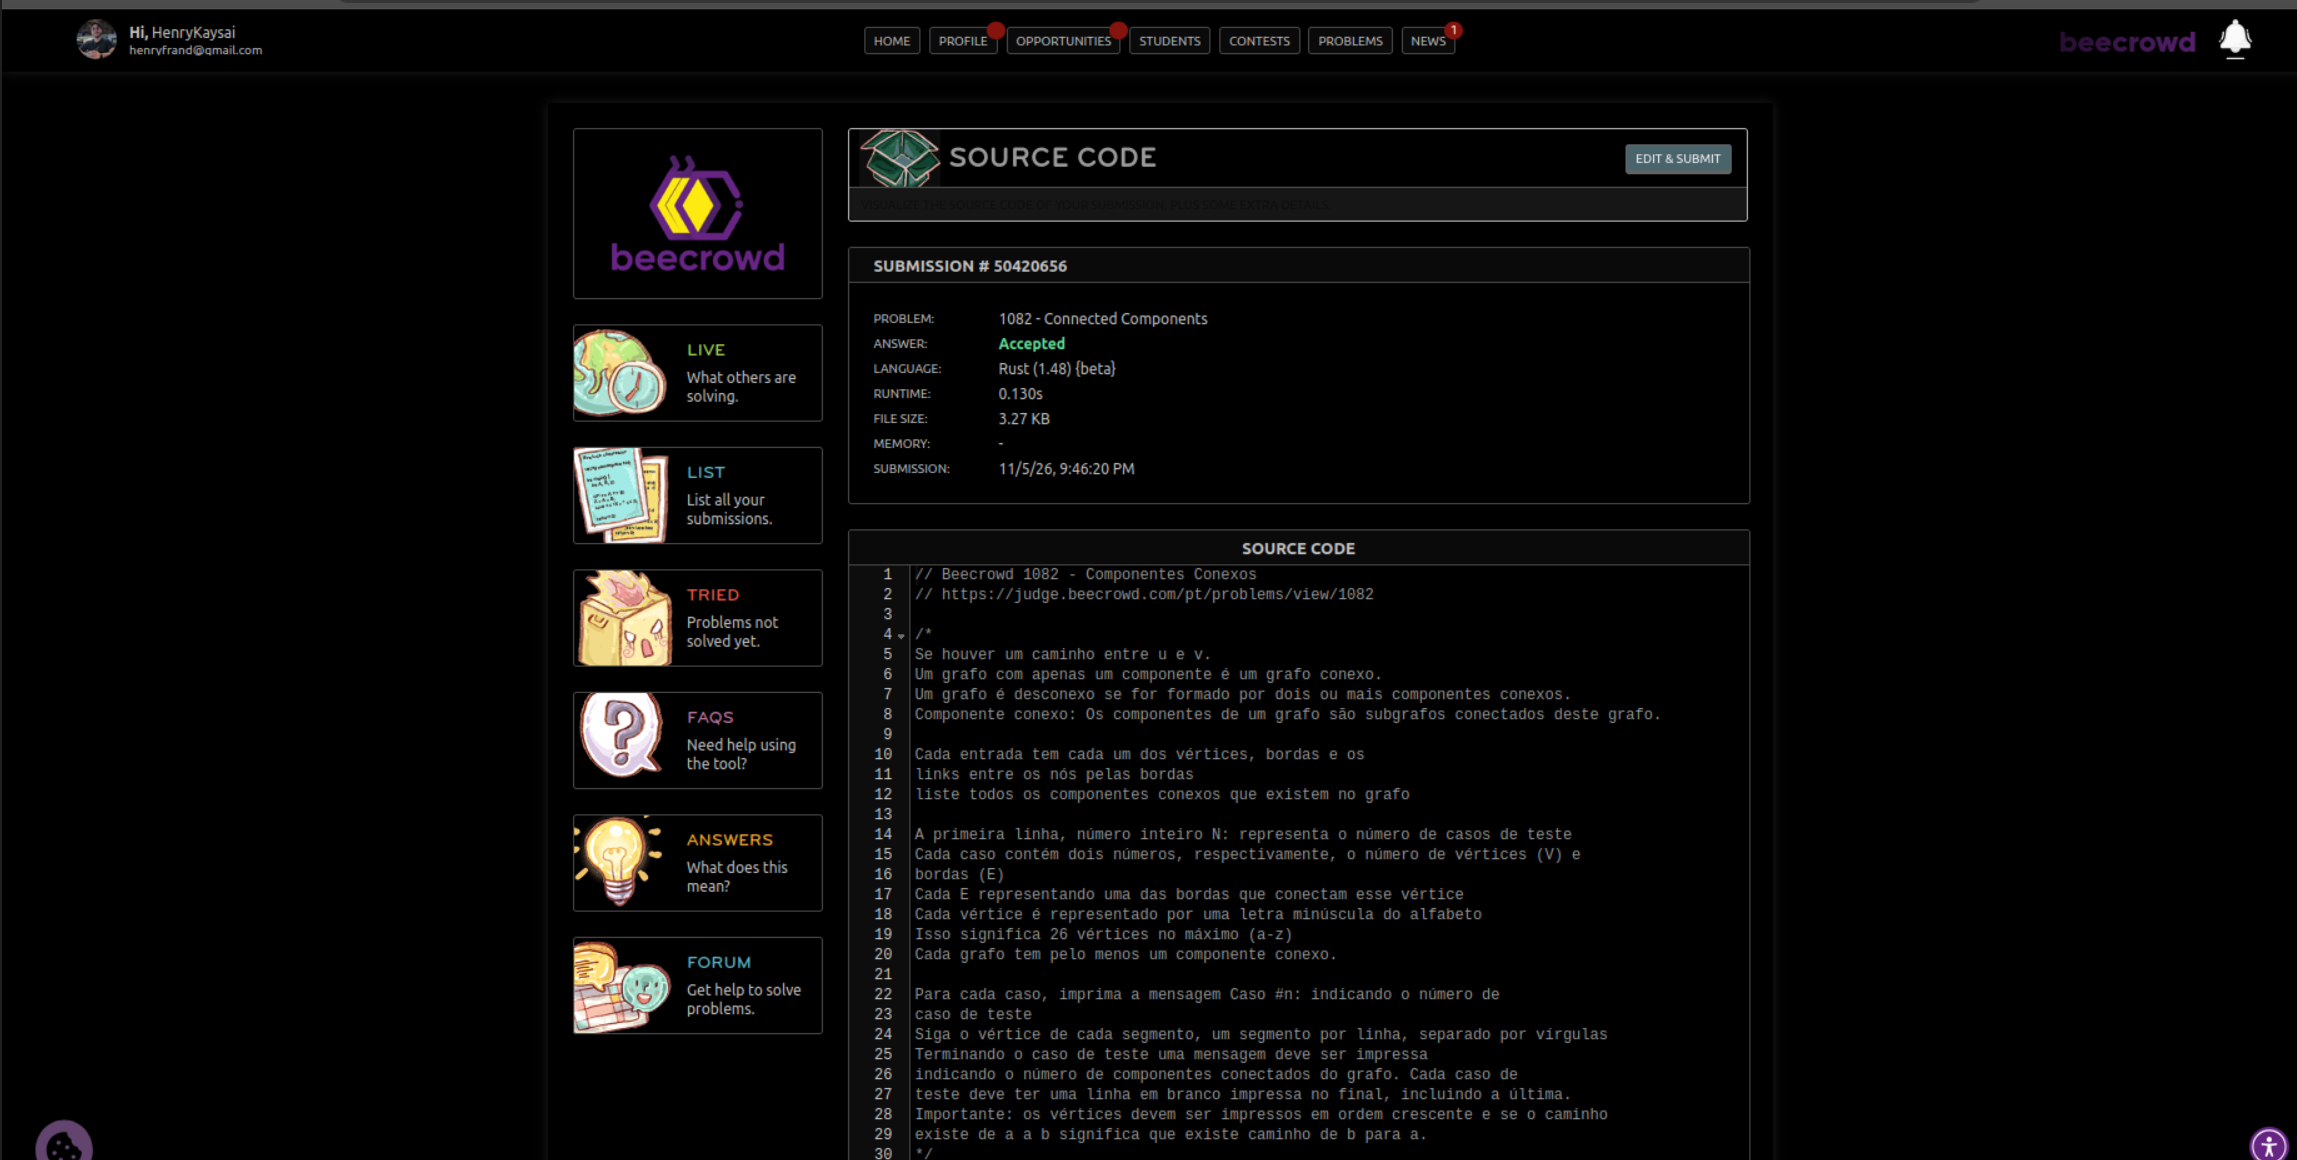 Hi, HenryKaysai
henryfrand@gmail.com
HOME
PROFILE
OPPORTUNITIES
STUDENTS
CONTESTS
PROBLEMS
NEWS
1
beecrowd
beecrowd
LIVE
What others are
solving.
LIST
List all your
submissions.
TRIED
Problems not
solved yet.
FAQS
Need help using
the tool?
ANSWERS
What does this
mean?
FORUM
Get help to solve
problems.
SOURCE CODE
EDIT & SUBMIT
VISUALIZE THE SOURCE CODE OF YOUR SUBMISSION, PLUS SOME EXTRA DETAILS
SUBMISSION # 50420656
PROBLEM: 1082 - Connected Components
ANSWER: Accepted
LANGUAGE: Rust (1.48) {beta}
RUNTIME: 0.130s
FILE SIZE: 3.27 KB
MEMORY: -
SUBMISSION: 11/5/26, 9:46:20 PM
SOURCE CODE
1 // Beecrowd 1082 - Componentes Conexos
2 // https://judge.beecrowd.com/pt/problems/view/1082
3
4 /*
5 Se houver um caminho entre u e v.
6 Um grafo com apenas um componente é um grafo conexo.
7 Um grafo é desconexo se for formado por dois ou mais componentes conexos.
8 Componente conexo: Os componentes de um grafo são subgrafos conectados deste grafo.
9
10 Cada entrada tem cada um dos vértices, bordas e os
11 links entre os nós pelas bordas
12 liste todos os componentes conexos que existem no grafo
13
14 A primeira linha, número inteiro N: representa o número de casos de teste
15 Cada caso contém dois números, respectivamente, o número de vértices (V) e
16 bordas (E)
17 Cada E representando uma das bordas que conectam esse vértice
18 Cada vértice é representado por uma letra minúscula do alfabeto
19 Isso significa 26 vértices no máximo (a-z)
20 Cada grafo tem pelo menos um componente conexo.
21
22 Para cada caso, imprima a mensagem Caso #n: indicando o número de
23 caso de teste
24 Siga o vértice de cada segmento, um segmento por linha, separado por vírgulas
25 Terminando o caso de teste uma mensagem deve ser impressa
26 indicando o número de componentes conectados do grafo. Cada caso de
27 teste deve ter uma linha em branco impressa no final, incluindo a última.
28 Importante: os vértices devem ser impressos em ordem crescente e se o caminho
29 existe de a a b significa que existe caminho de b para a.
30 */